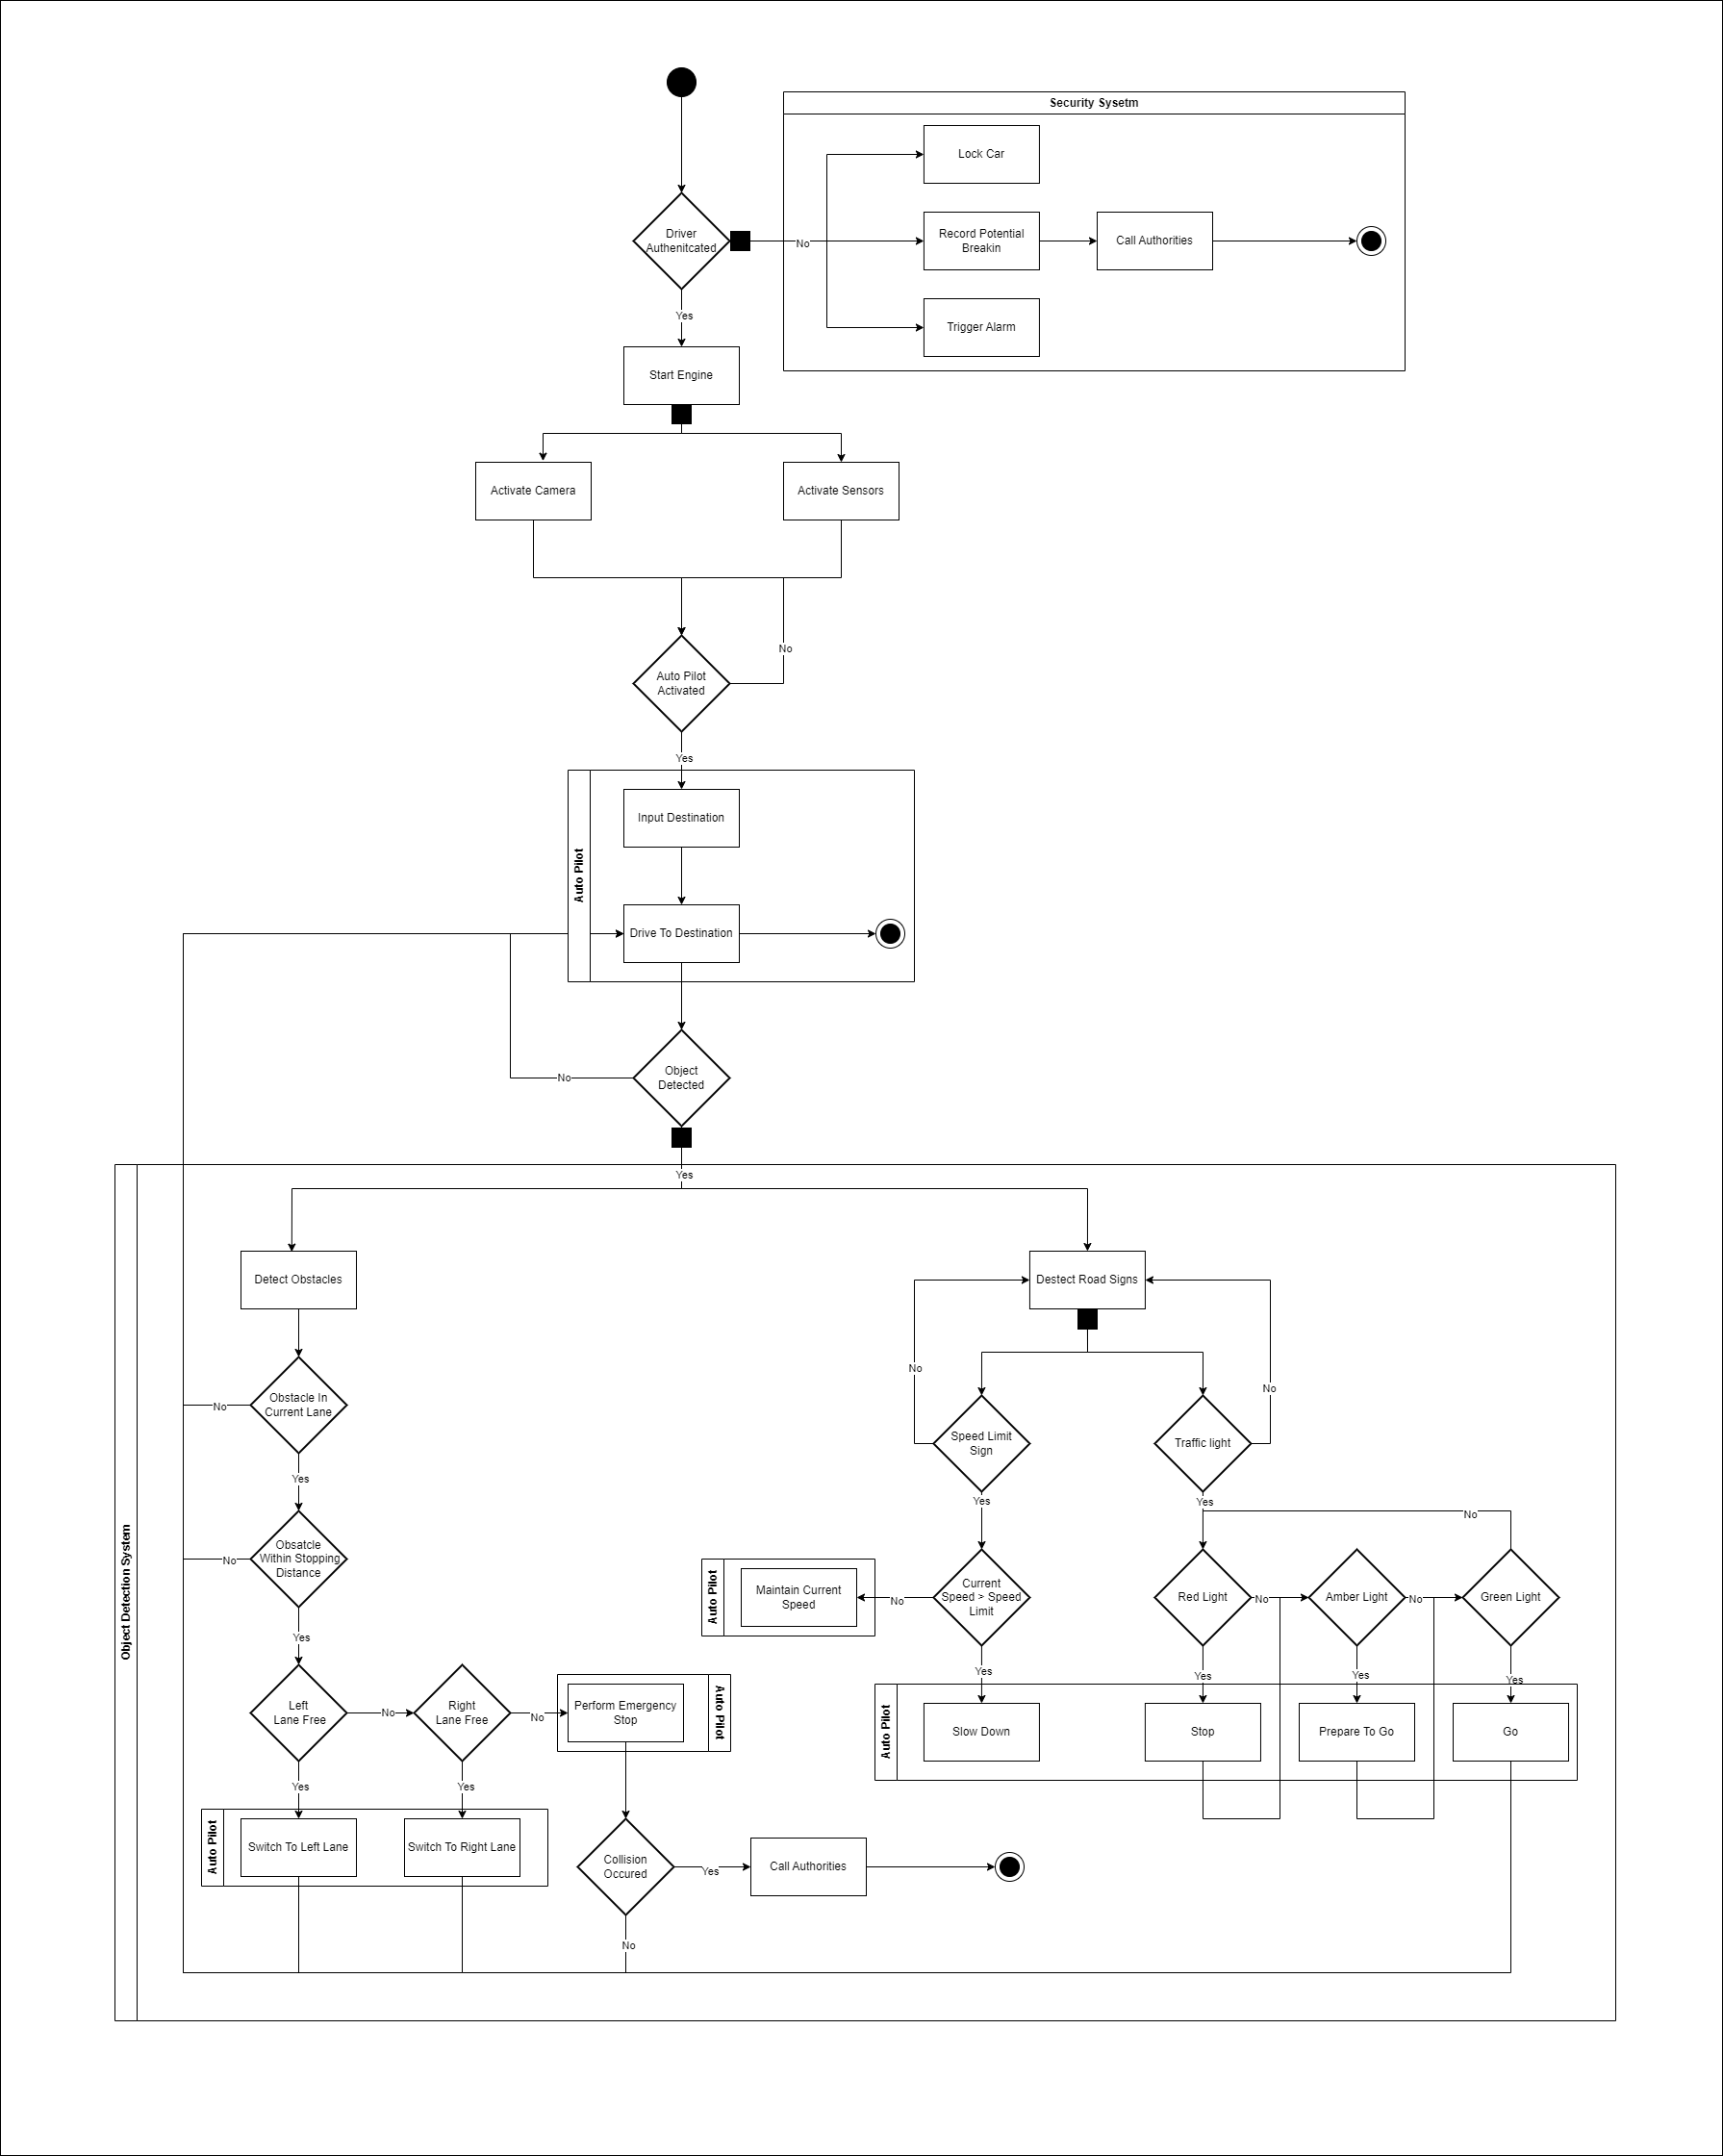 Security Sysetm
Lock Car
Driver
Authenitcated
No
Record Potential
Breakin
Call Authorities
Yes
Trigger Alarm
Start Engine
Activate Camera
Activate Sensors
No
Auto Pilot
Activated
Yes
Auto Pilot
Input Destination
Drive To Destination
No
Object
Detected
Yes
Object Detection System
Detect Obstacles
Destect Road Signs
No
No
Obstacle In
Current Lane
No
Speed Limit
Sign
Traffic light
Yes
Yes
Yes
No
Obsatcle
Within Stopping
Distance
No
Auto Pilot
Maintain Current
Speed
No
Current
Speed > Speed
Limit
Red Light
No
Amber Light
No
Green Light
Yes
Yes
Yes
Yes
Yes
Left
Lane Free
No
Right
Lane Free
No
Perform Emergency
Stop
Auto Pilot
Auto Pilot
Slow Down
Stop
Prepare To Go
Go
Yes
Yes
Auto Pilot
Switch To Left Lane
Switch To Right Lane
Collision
Occured
Yes
Call Authorities
No